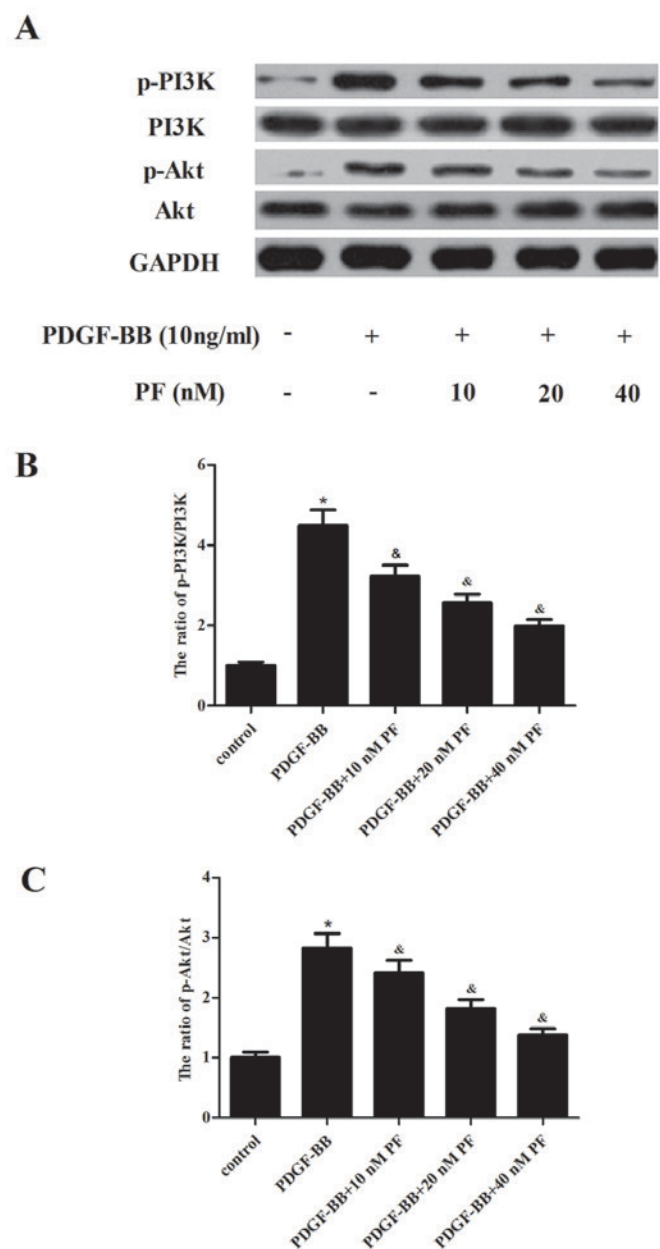 A
p-PI3K
PI3K
p-Akt
Akt
GAPDH
PDGF-BB (10ng/ml) - + + + +
PF (nM) - - 10 20 40
B
The ratio of p-PI3K/PI3K
6
4
2
0
* & & &
control
PDGF-BB
PDGF-BB+10 nM PF
PDGF-BB+20 nM PF
PDGF-BB+40 nM PF
C
The ratio of p-Akt/Akt
4
3
2
1
0
* & & &
control
PDGF-BB
PDGF-BB+10 nM PF
PDGF-BB+20 nM PF
PDGF-BB+40 nM PF